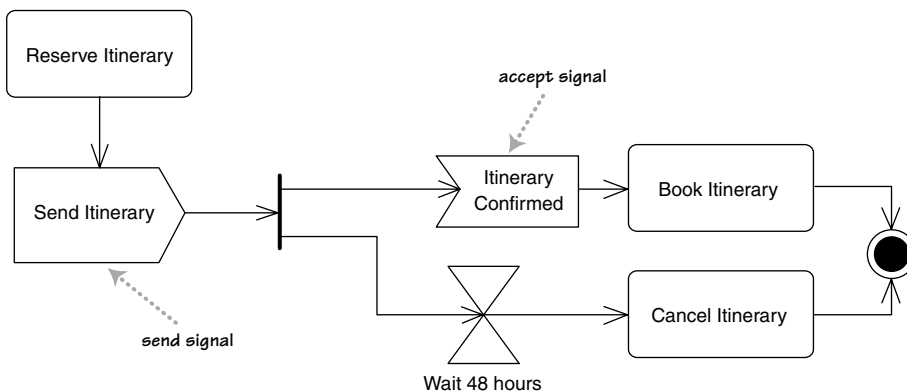 Reserve Itinerary
accept signal
Send Itinerary
Itinerary
Confirmed
Book Itinerary
Cancel Itinerary
send signal
Wait 48 hours